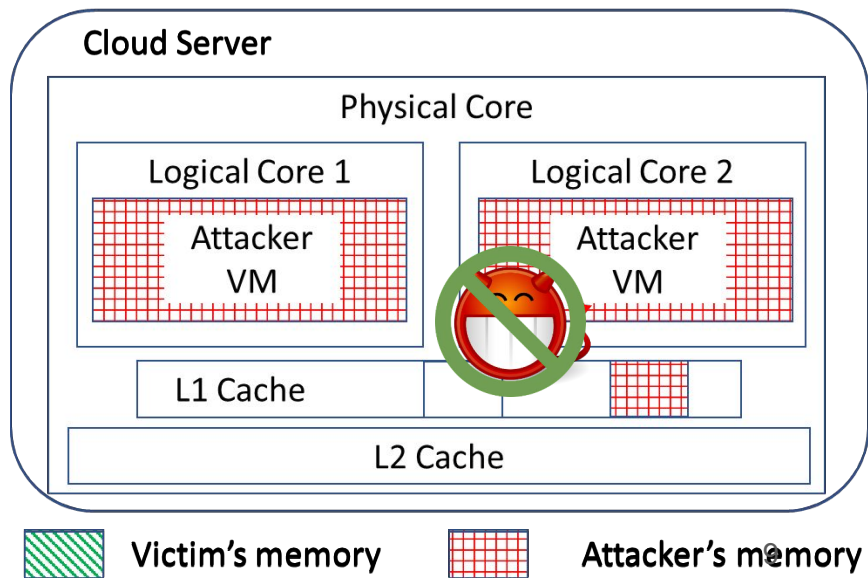 Cloud Server
Physical Core
Logical Core 1
Logical Core 2
Attacker
VM
Attacker
VM
L1 Cache
L2 Cache
Victim's memory
Attacker's memory
9